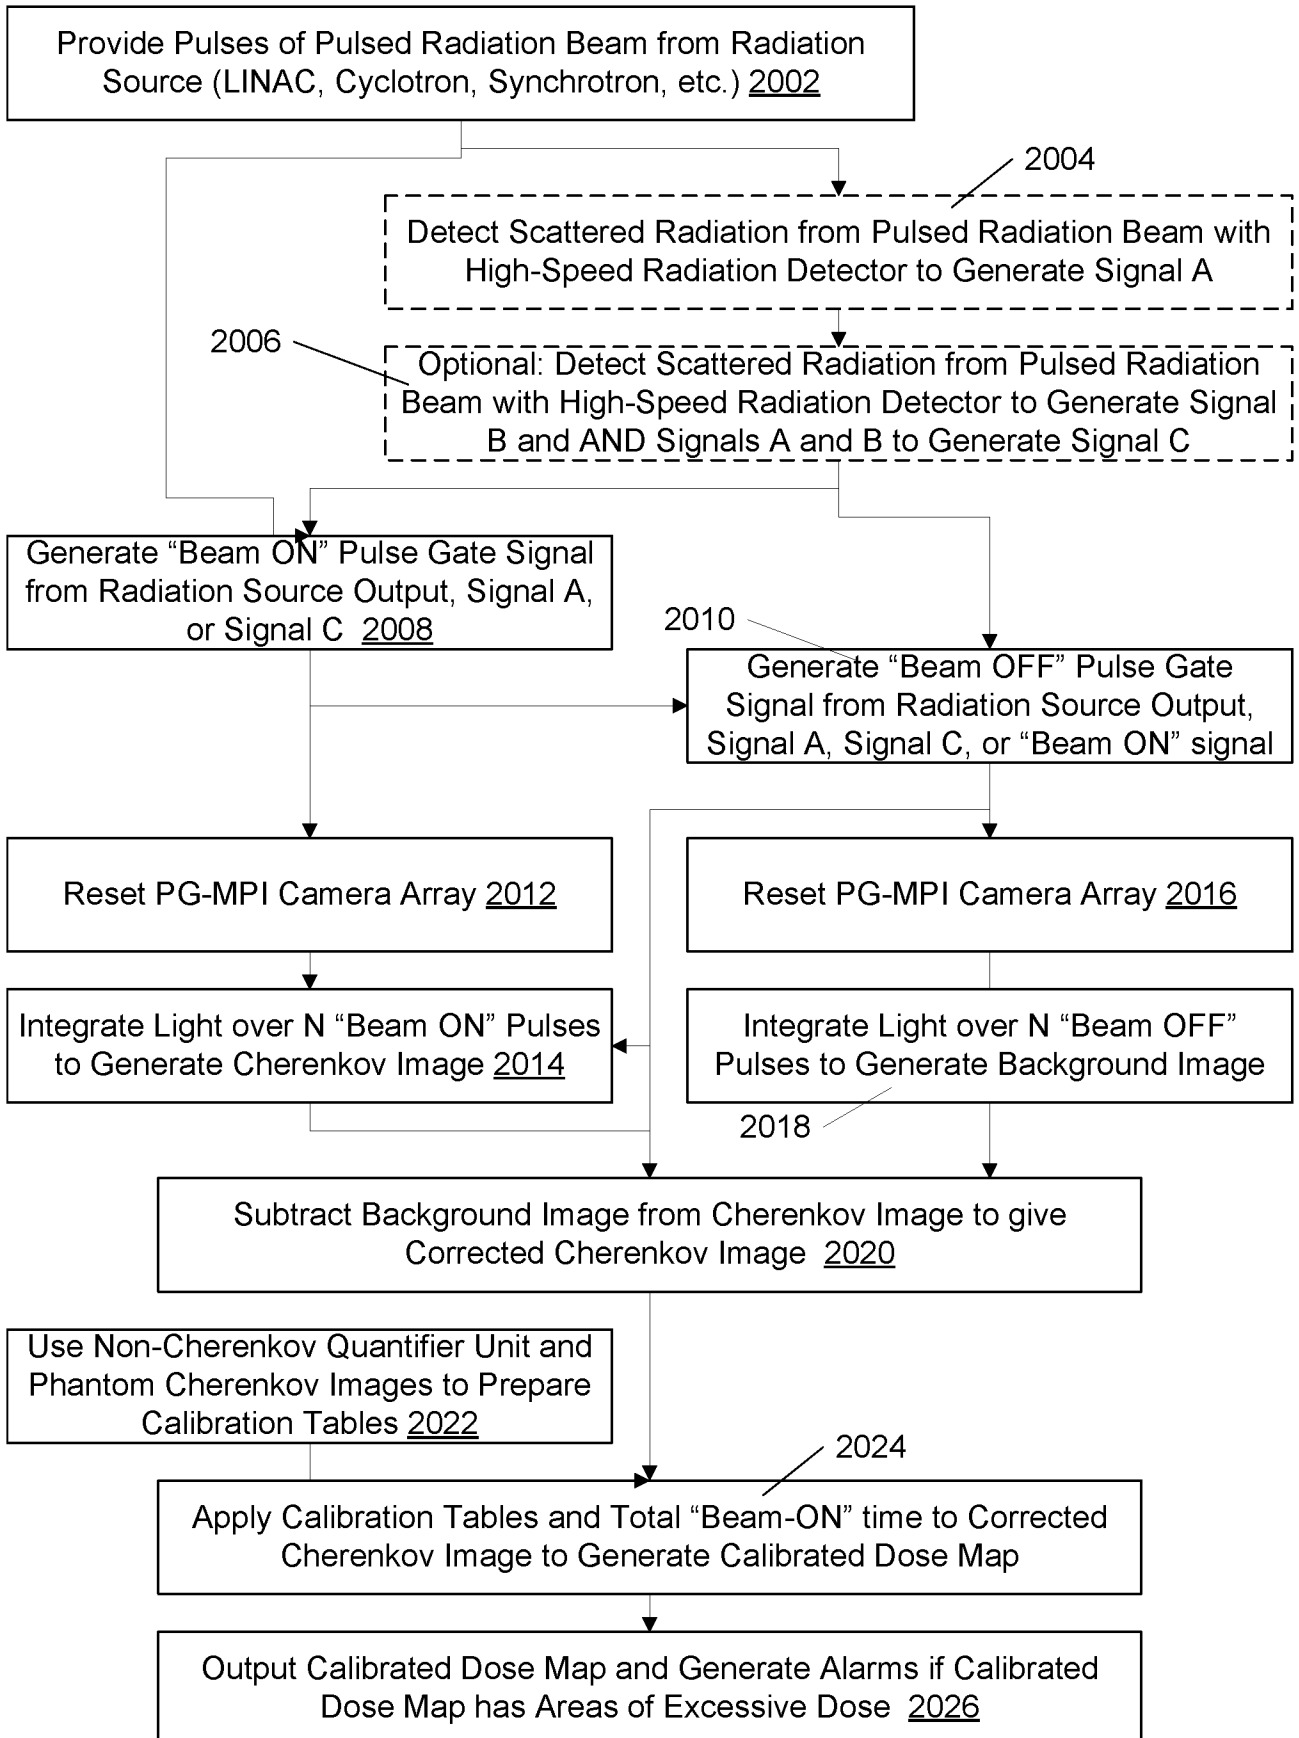 Provide Pulses of Pulsed Radiation Beam from Radiation
Source (LINAC, Cyclotron, Synchrotron, etc.) 2002
2004
Detect Scattered Radiation from Pulsed Radiation Beam with
High-Speed Radiation Detector to Generate Signal A
2006
Optional: Detect Scattered Radiation from Pulsed Radiation
Beam with High-Speed Radiation Detector to Generate Signal
B and AND Signals A and B to Generate Signal C
Generate “Beam ON” Pulse Gate Signal
from Radiation Source Output, Signal A,
or Signal C 2008
2010
Generate “Beam OFF” Pulse Gate
Signal from Radiation Source Output,
Signal A, Signal C, or “Beam ON” signal
Reset PG-MPI Camera Array 2012
Reset PG-MPI Camera Array 2016
Integrate Light over N “Beam ON” Pulses
to Generate Cherenkov Image 2014
Integrate Light over N “Beam OFF”
Pulses to Generate Background Image
2018
Subtract Background Image from Cherenkov Image to give
Corrected Cherenkov Image 2020
Use Non-Cherenkov Quantifier Unit and
Phantom Cherenkov Images to Prepare
Calibration Tables 2022
2024
Apply Calibration Tables and Total “Beam-ON” time to Corrected
Cherenkov Image to Generate Calibrated Dose Map
Output Calibrated Dose Map and Generate Alarms if Calibrated
Dose Map has Areas of Excessive Dose 2026